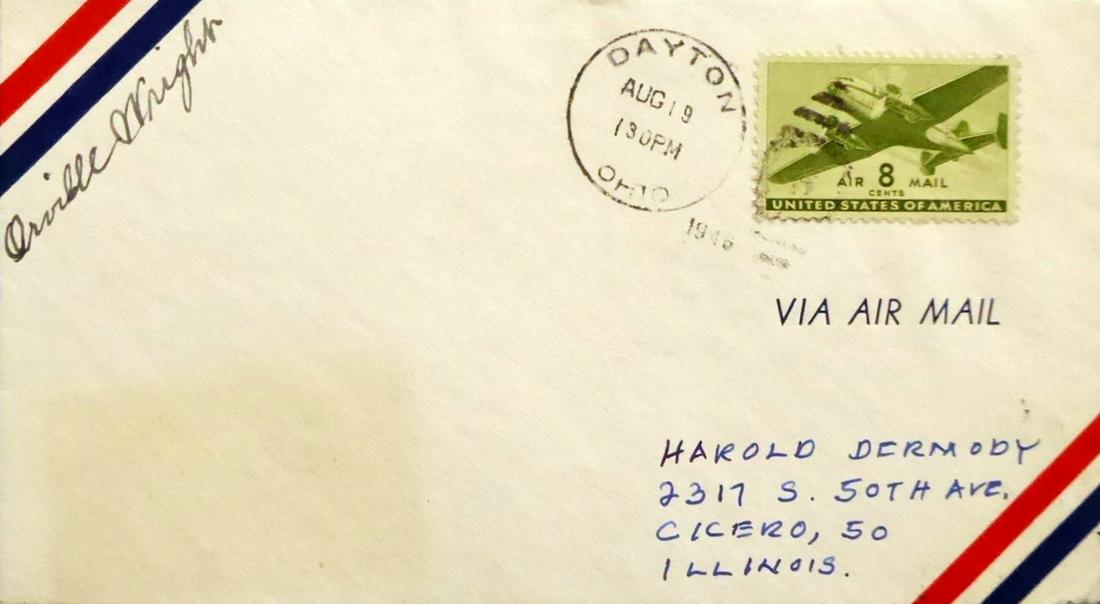 Orville Wright
DAYTON
AUG 19
130PM
OHIO
1946
AIR 8 MAIL
CENTS
UNITED STATES OF AMERICA
VIA AIR MAIL
HAROLD DERMODY
2317 S. 50TH AVE.
CICERO, 50
ILLINOIS.